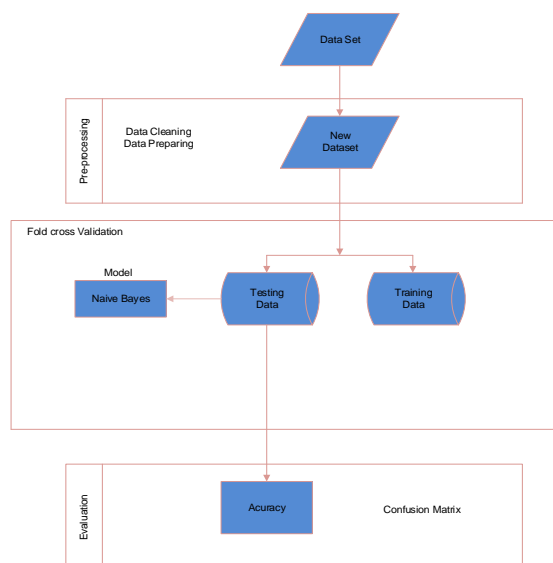 Data Set
Pre-processing
Data Cleaning
Data Preparing
New
Dataset
Fold cross Validation
Model
Naive Bayes
Testing
Data
Training
Data
Evaluation
Acuracy
Confusion Matrix